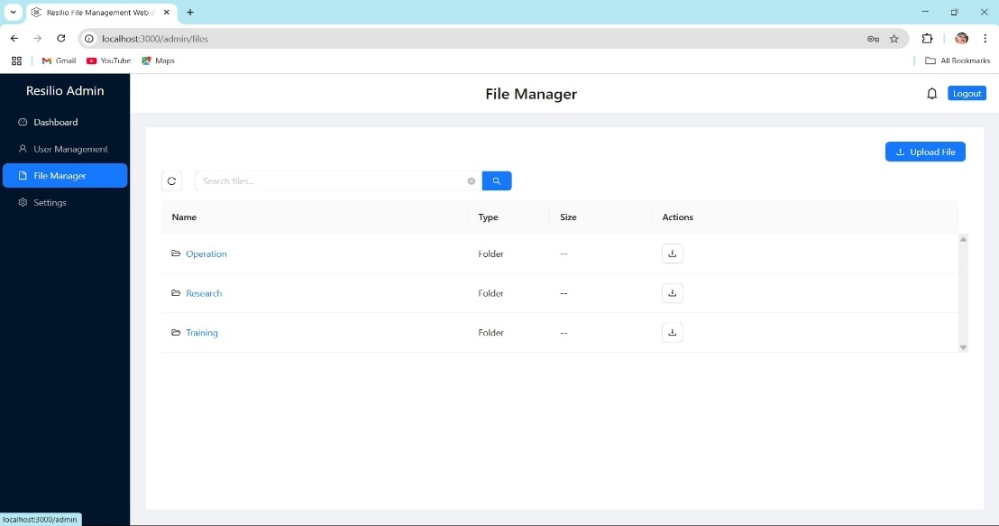 Resilio File Management Web-A
localhost:3000/admin/files
Gmail
YouTube
Maps
All Bookmarks
Resilio Admin
Dashboard
User Management
File Manager
Settings
File Manager
Logout
Upload File
Search files...
Name Type Size Actions
Operation Folder --
Research Folder --
Training Folder --
localhost:3000/admin